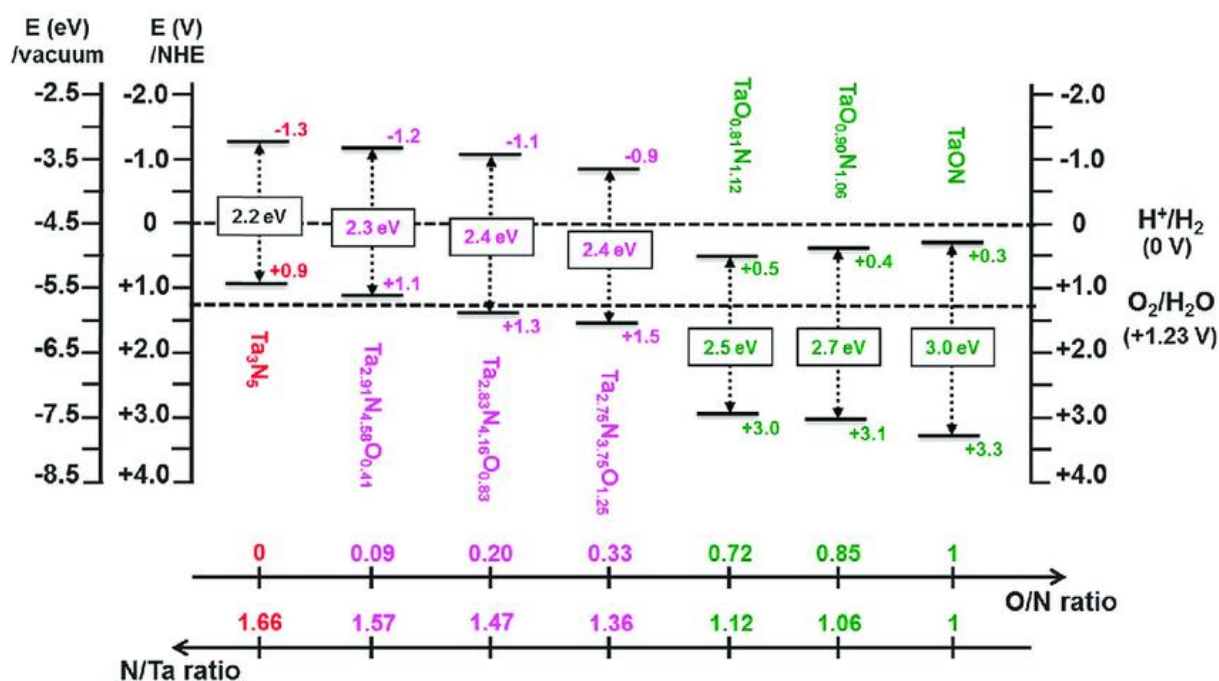 E (eV)
/vacuum
E (V)
/NHE
-2.5
-3.5
-4.5
-5.5
-6.5
-7.5
-8.5
-2.0
-1.0
0
+1.0
+2.0
+3.0
+4.0
-1.3
2.2 eV
+0.9
Ta₃N₅
-1.2
2.3 eV
+1.1
Ta₂.₉₁N₄.₅₈O₀.₄₁
-1.1
2.4 eV
+1.3
Ta₂.₈₃N₄.₁₆O₀.₈₃
-0.9
2.4 eV
+1.5
Ta₂.₇₅N₃.₇₅O₁.₂₅
TaO₀.₈₁N₁.₁₂
+0.5
2.5 eV
+3.0
TaO₀.₉₀N₁.₀₆
+0.4
2.7 eV
+3.1
TaON
+0.3
3.0 eV
+3.3
-2.0
-1.0
0
+1.0
+2.0
+3.0
+4.0
H⁺/H₂
(0 V)
O₂/H₂O
(+1.23 V)
0 0.09 0.20 0.33 0.72 0.85 1
O/N ratio
1.66 1.57 1.47 1.36 1.12 1.06 1
N/Ta ratio